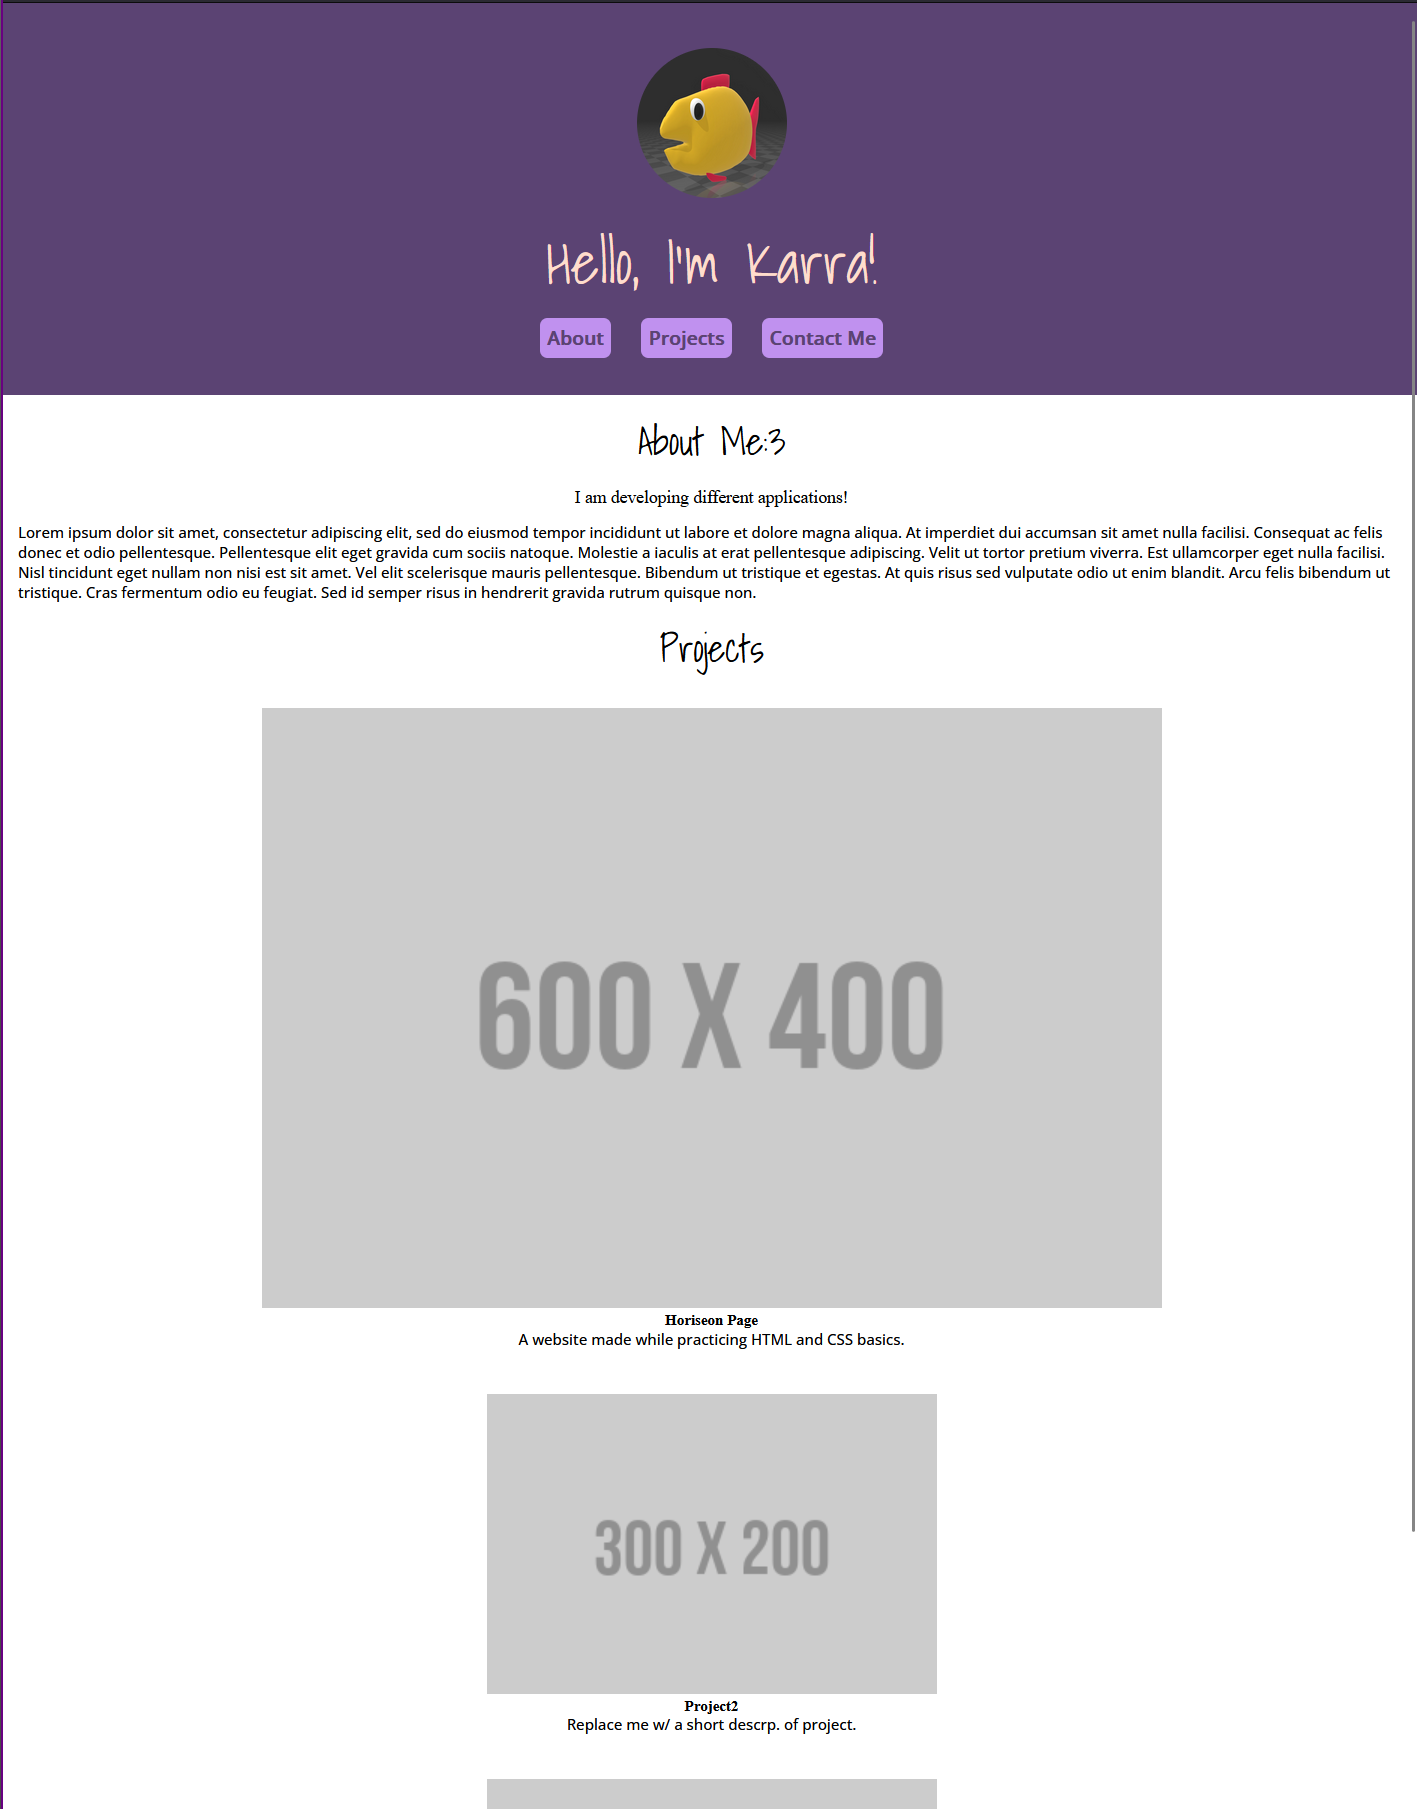 Hello, I'm Karra!
About Projects Contact Me
About Me:3
I am developing different applications!
Lorem ipsum dolor sit amet, consectetur adipiscing elit, sed do eiusmod tempor incididunt ut labore et dolore magna aliqua. At imperdiet dui accumsan sit amet nulla facilisi. Consequat ac felis
donec et odio pellentesque. Pellentesque elit eget gravida cum sociis natoque. Molestie a iaculis at erat pellentesque adipiscing. Velit ut tortor pretium viverra. Est ullamcorper eget nulla facilisi.
Nisl tincidunt eget nullam non nisi est sit amet. Vel elit scelerisque mauris pellentesque. Bibendum ut tristique et egestas. At quis risus sed vulputate odio ut enim blandit. Arcu felis bibendum ut
tristique. Cras fermentum odio eu feugiat. Sed id semper risus in hendrerit gravida rutrum quisque non.
Projects
600 X 400
Horiseon Page
A website made while practicing HTML and CSS basics.
300 X 200
Project2
Replace me w/ a short descrp. of project.